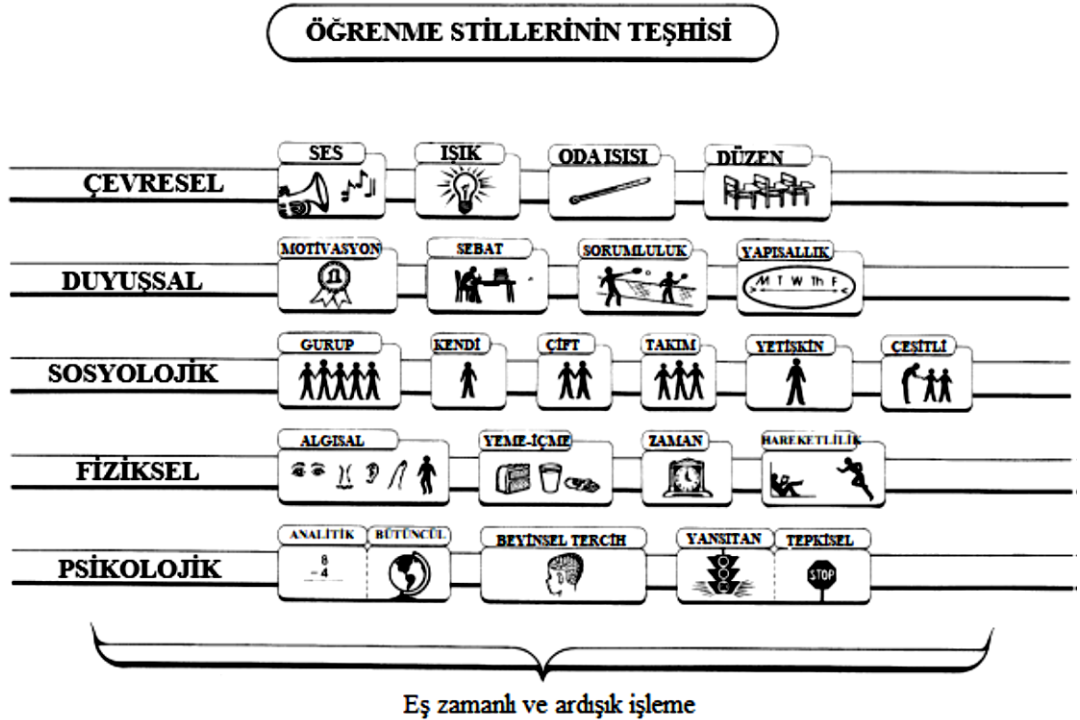 ÖĞRENME STİLLERİNİN TEŞHİSİ
SES IŞIK ODA ISISI DÜZEN
ÇEVRESEL
MOTİVASYON SEBAT SORUMLULUK YAPISALLIK
DUYUŞSAL
M T W Th F
GURUP KENDİ ÇİFT TAKIM YETİŞKİN ÇEŞİTLİ
SOSYOLOJİK
ALGISAL YEME-İÇME ZAMAN HAREKETLİLİK
FİZİKSEL
ANALİTİK BÜTÜNCÜL BEYİNSEL TERCİH YANSITAN TEPKİSEL
8
-4
PSİKOLOJİK
STOP
Eş zamanlı ve ardışık işleme